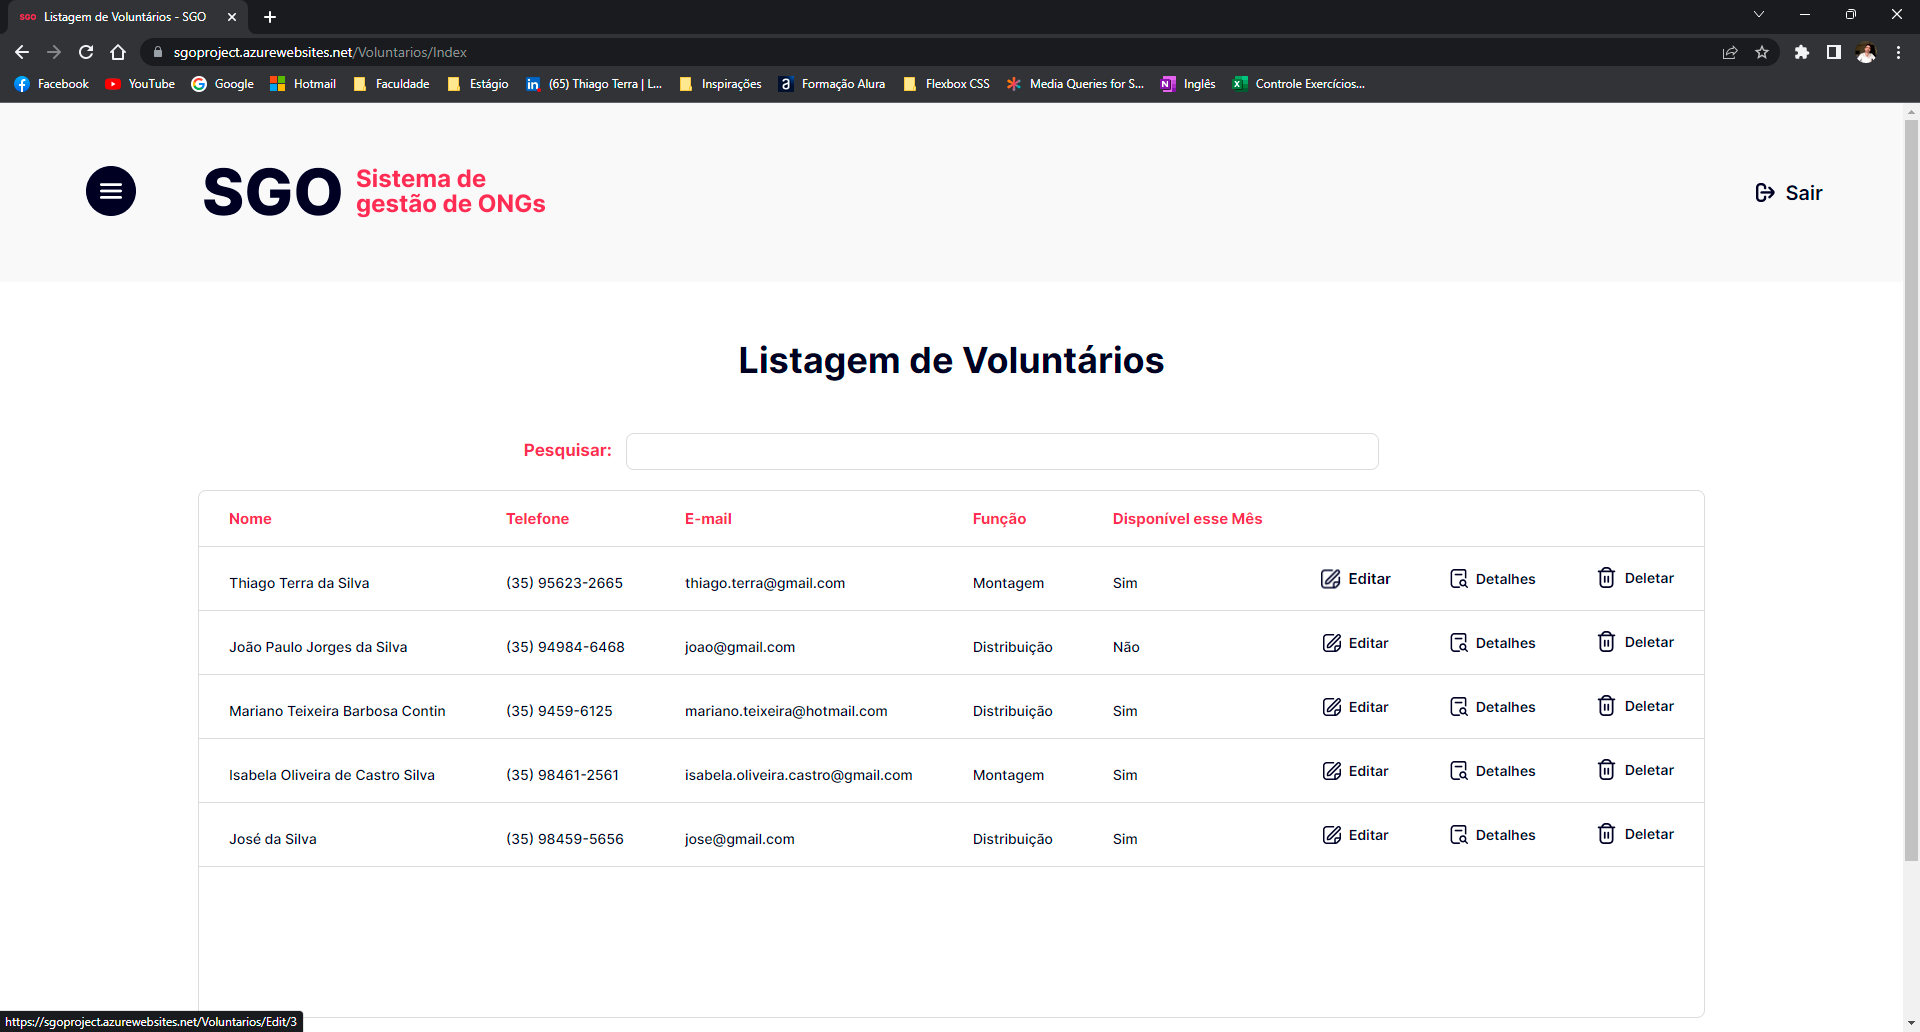 SGO Listagem de Voluntários - SGO
sgoproject.azurewebsites.net/Voluntarios/Index
Facebook YouTube Google Hotmail Faculdade Estágio in (65) Thiago Terra | L... Inspirações a Formação Alura Flexbox CSS Media Queries for S... N Inglês X Controle Exercícios...
SGO
Sistema de
gestão de ONGs
Sair
Listagem de Voluntários
Pesquisar:
Nome Telefone E-mail Função Disponível esse Mês
Thiago Terra da Silva (35) 95623-2665 thiago.terra@gmail.com Montagem Sim Editar Detalhes Deletar
João Paulo Jorges da Silva (35) 94984-6468 joao@gmail.com Distribuição Não Editar Detalhes Deletar
Mariano Teixeira Barbosa Contin (35) 9459-6125 mariano.teixeira@hotmail.com Distribuição Sim Editar Detalhes Deletar
Isabela Oliveira de Castro Silva (35) 98461-2561 isabela.oliveira.castro@gmail.com Montagem Sim Editar Detalhes Deletar
José da Silva (35) 98459-5656 jose@gmail.com Distribuição Sim Editar Detalhes Deletar
https://sgoproject.azurewebsites.net/Voluntarios/Edit/3